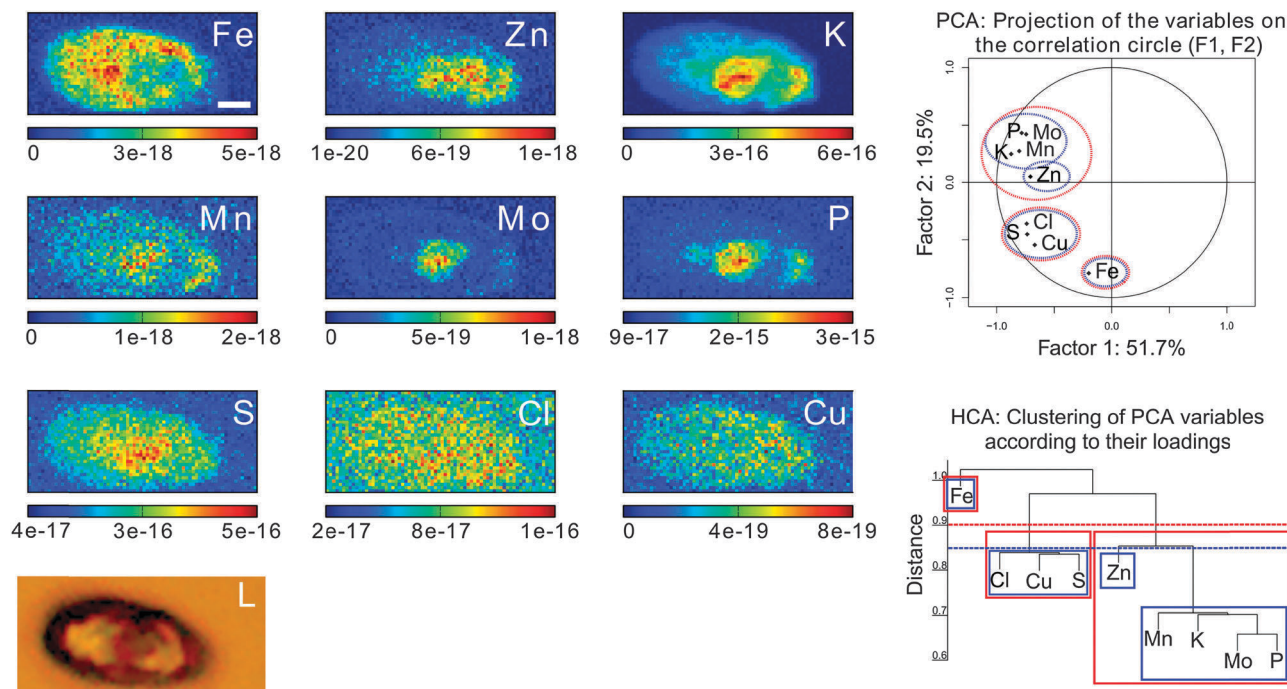 Fe
0 3e-18 5e-18
Zn
1e-20 6e-19 1e-18
K
0 3e-16 6e-16
Mn
0 1e-18 2e-18
Mo
0 5e-19 1e-18
P
9e-17 2e-15 3e-15
S
4e-17 3e-16 5e-16
Cl
2e-17 8e-17 1e-16
Cu
0 4e-19 8e-19
L
PCA: Projection of the variables on
the correlation circle (F1, F2)
Factor 2: 19.5%
1.0
0.0
-1.0
P Mo
K Mn
Zn
Cl
S
Cu
Fe
-1.0 0.0 1.0
Factor 1: 51.7%
HCA: Clustering of PCA variables
according to their loadings
Distance
1.0
0.9
0.8
0.7
0.6
Fe
Cl Cu S
Zn
Mn K
Mo P